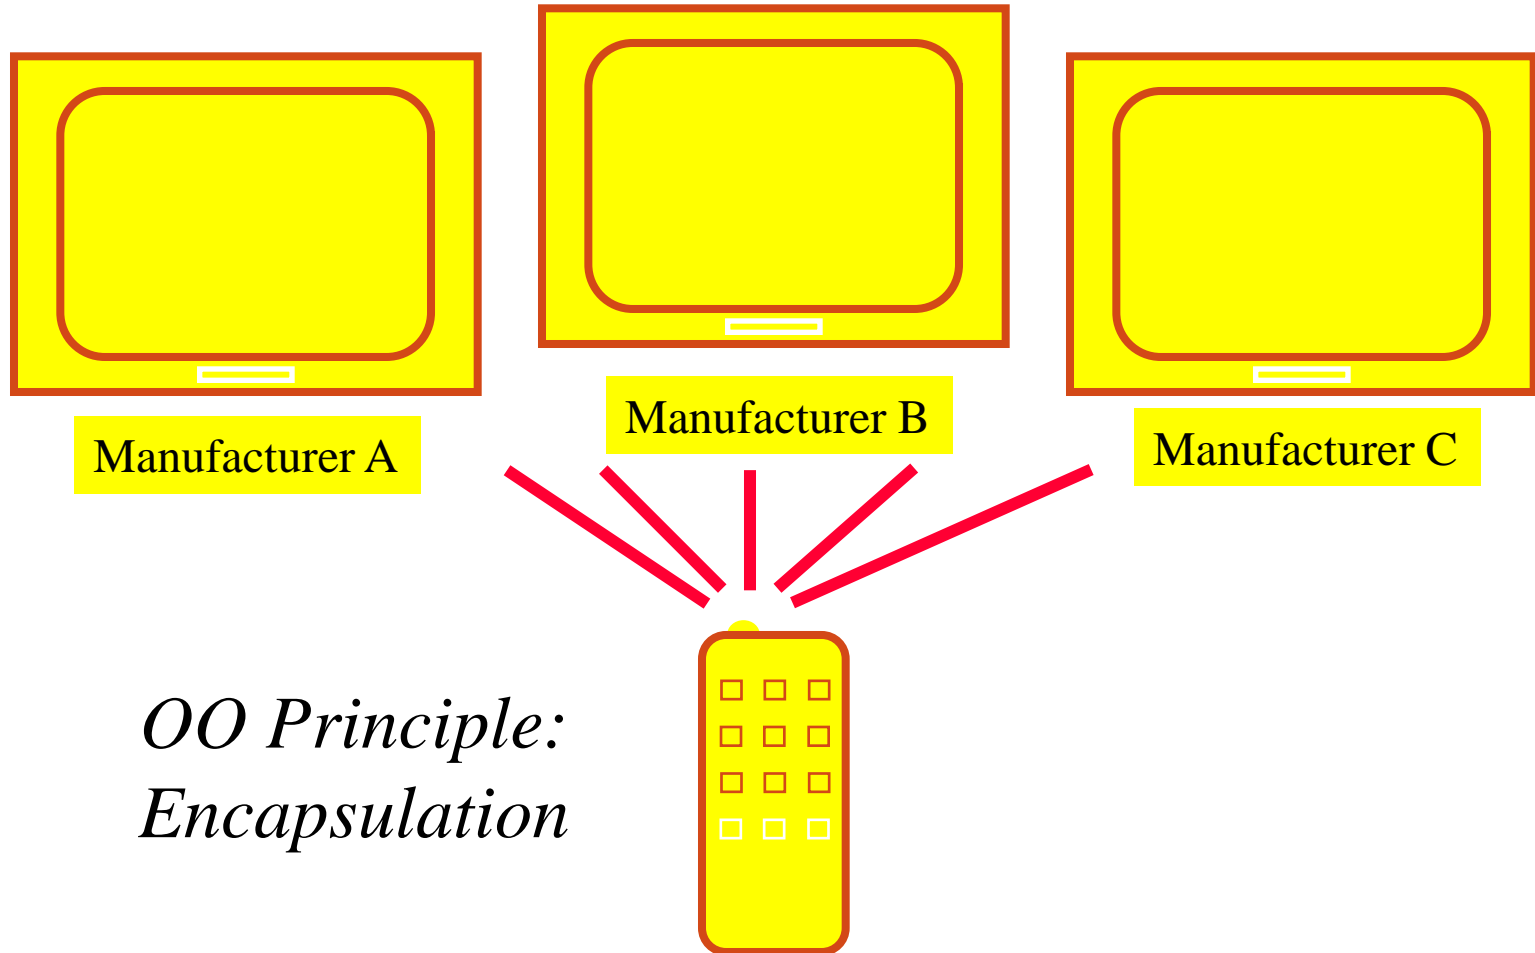 Manufacturer A
Manufacturer B
Manufacturer C
OO Principle:
Encapsulation